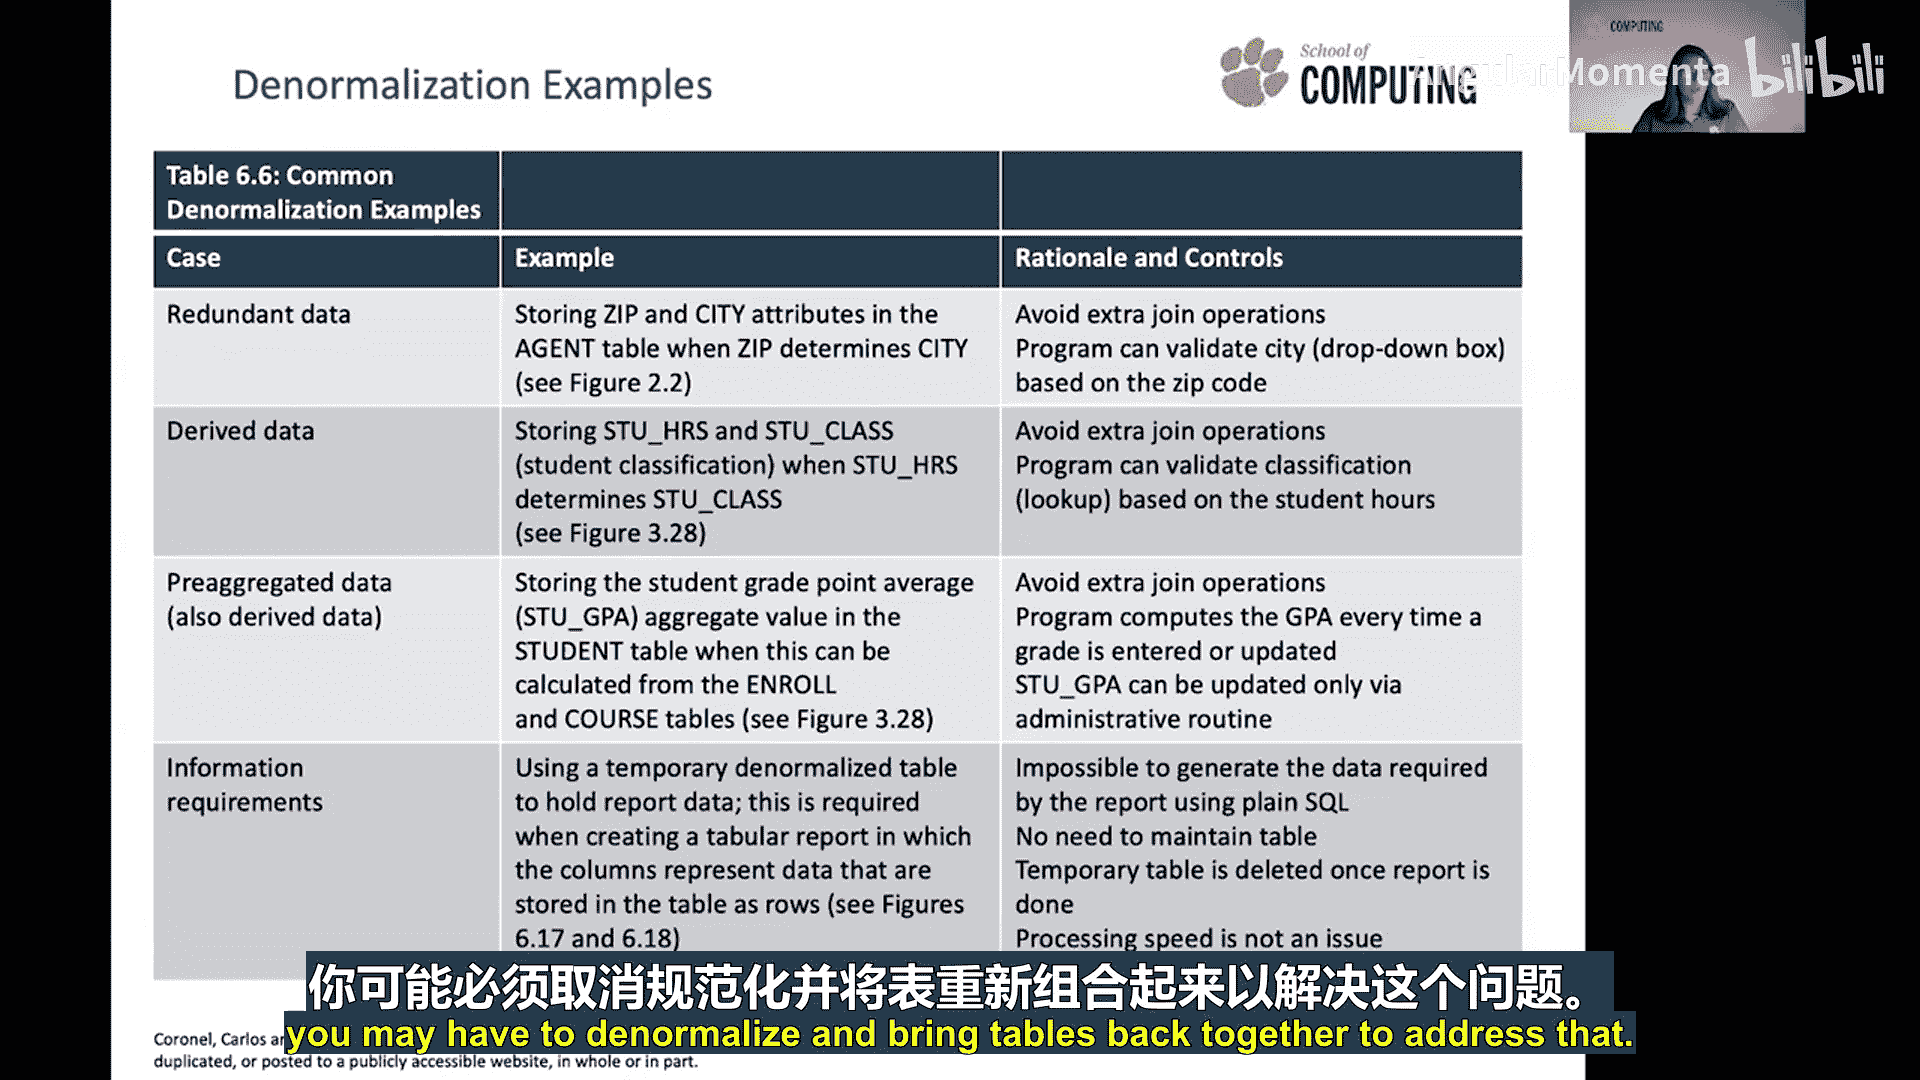 Denormalization Examples
School of
COMPUTING
COMPUTING
AngularMomenta
bilibili
Table 6.6: Common
Denormalization Examples
Case
Example
Rationale and Controls
Redundant data
Storing ZIP and CITY attributes in the
AGENT table when ZIP determines CITY
(see Figure 2.2)
Avoid extra join operations
Program can validate city (drop-down box)
based on the zip code
Derived data
Storing STU_HRS and STU_CLASS
(student classification) when STU_HRS
determines STU_CLASS
(see Figure 3.28)
Avoid extra join operations
Program can validate classification
(lookup) based on the student hours
Preaggregated data
(also derived data)
Storing the student grade point average
(STU_GPA) aggregate value in the
STUDENT table when this can be
calculated from the ENROLL
and COURSE tables (see Figure 3.28)
Avoid extra join operations
Program computes the GPA every time a
grade is entered or updated
STU_GPA can be updated only via
administrative routine
Information
requirements
Using a temporary denormalized table
to hold report data; this is required
when creating a tabular report in which
the columns represent data that are
stored in the table as rows (see Figures
6.17 and 6.18)
Impossible to generate the data required
by the report using plain SQL
No need to maintain table
Temporary table is deleted once report is
done
Processing speed is not an issue
你可能必须取消规范化并将表重新组合起来以解决这个问题。
you may have to denormalize and bring tables back together to address that.
Coronel, Carlos
duplicated, or posted to a publicly accessible website, in whole or in part.